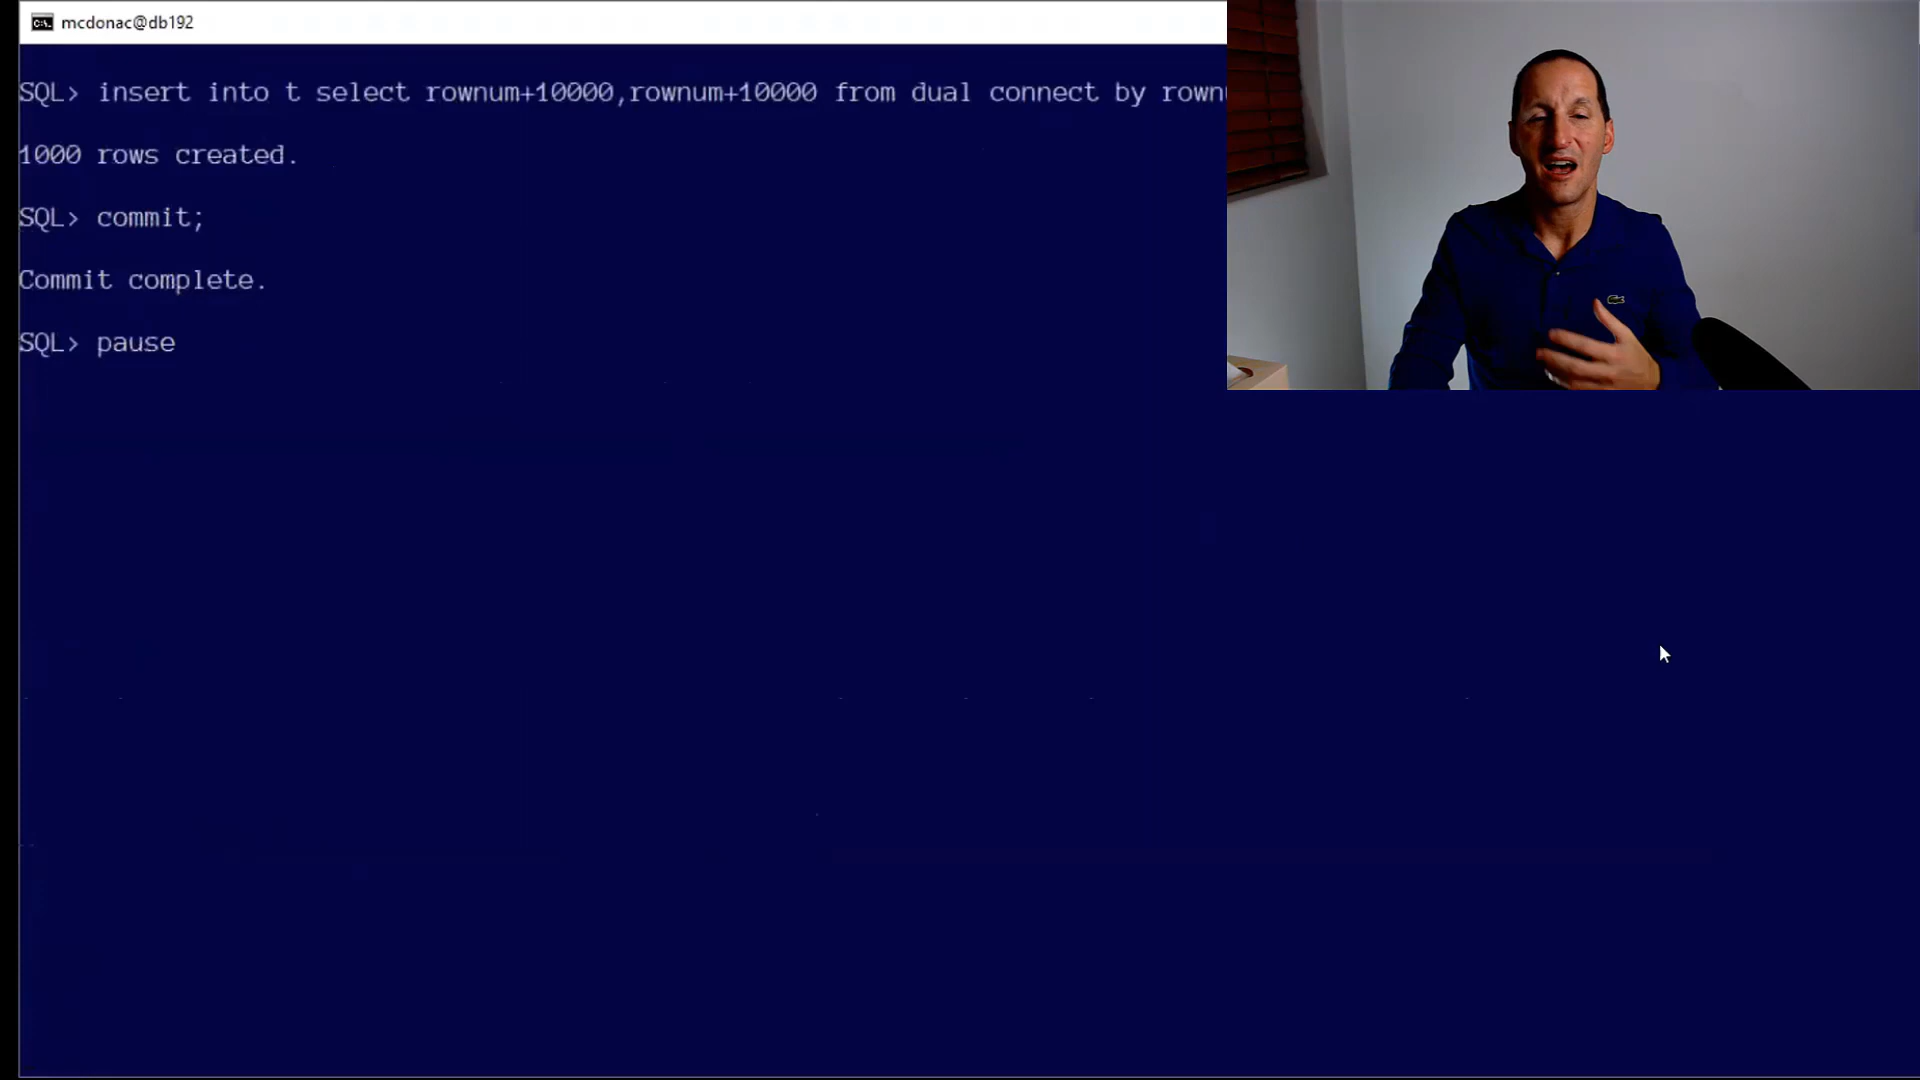 mcdonac@db192
SQL> insert into t select rownum+10000,rownum+10000 from dual connect by
1000 rows created.
SQL> commit;
Commit complete.
SQL> pause